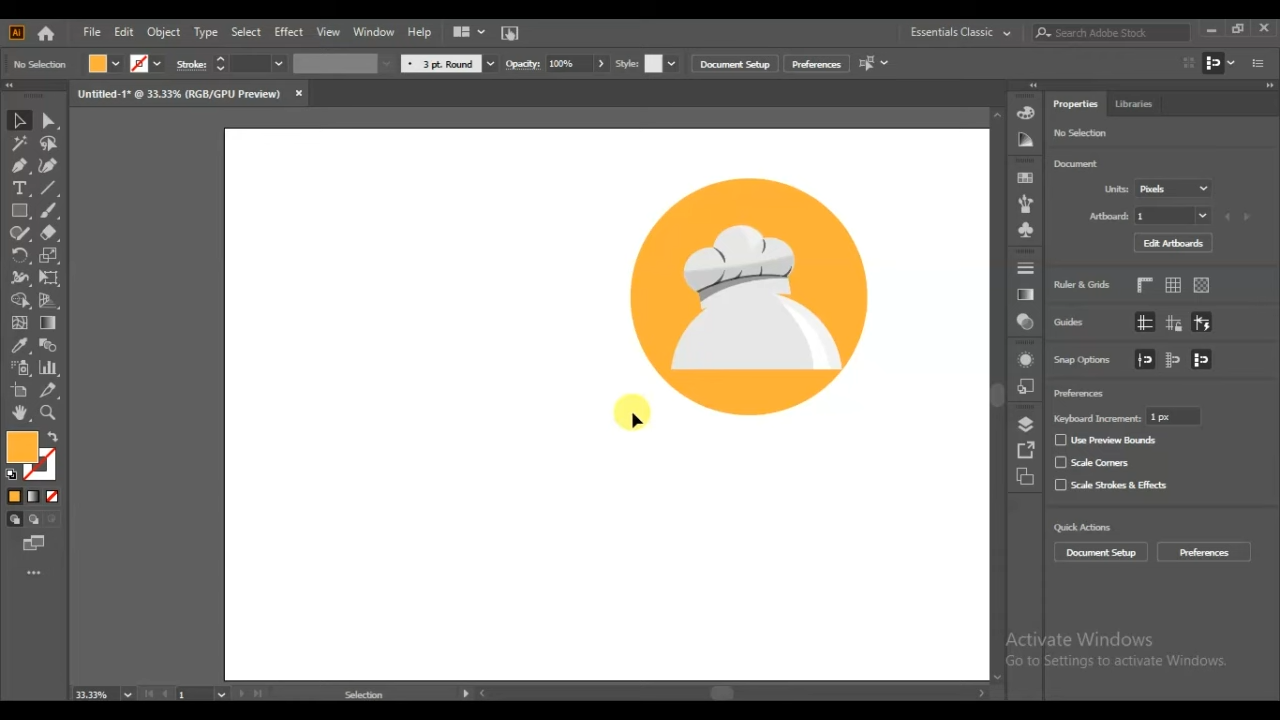 Ai File Edit Object Type Select Effect View Window Help Essentials Classic Search Adobe Stock
No Selection Stroke: 3 pt. Round Opacity: 100% Style: Document Setup Preferences
Untitled-1* @ 33.33% (RGB/GPU Preview)
Properties Libraries
No Selection
Document
Units: Pixels
Artboard: 1
Edit Artboards
Ruler & Grids
Guides
Snap Options
Preferences
Keyboard Increment: 1 px
Use Preview Bounds
Scale Corners
Scale Strokes & Effects
Quick Actions
Document Setup Preferences
Activate Windows
Go to Settings to activate Windows.
33.33% 1 Selection